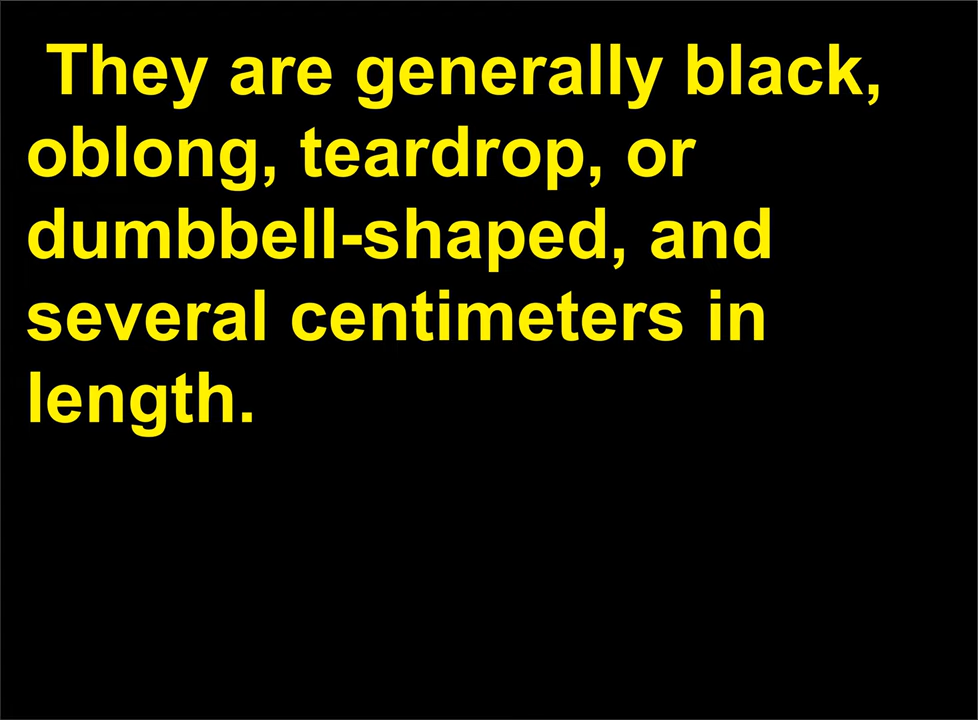 They are generally black,
oblong, teardrop, or
dumbbell-shaped, and
several centimeters in
length.